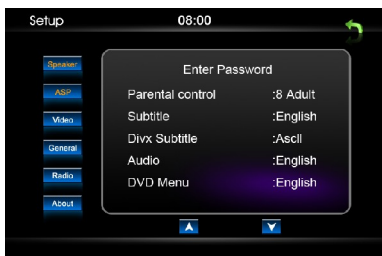 Setup 08:00
Speaker
ASP
Video
General
Radio
About
Enter Password
Parental control :8 Adult
Subtitle :English
Divx Subtitle :AscII
Audio :English
DVD Menu :English